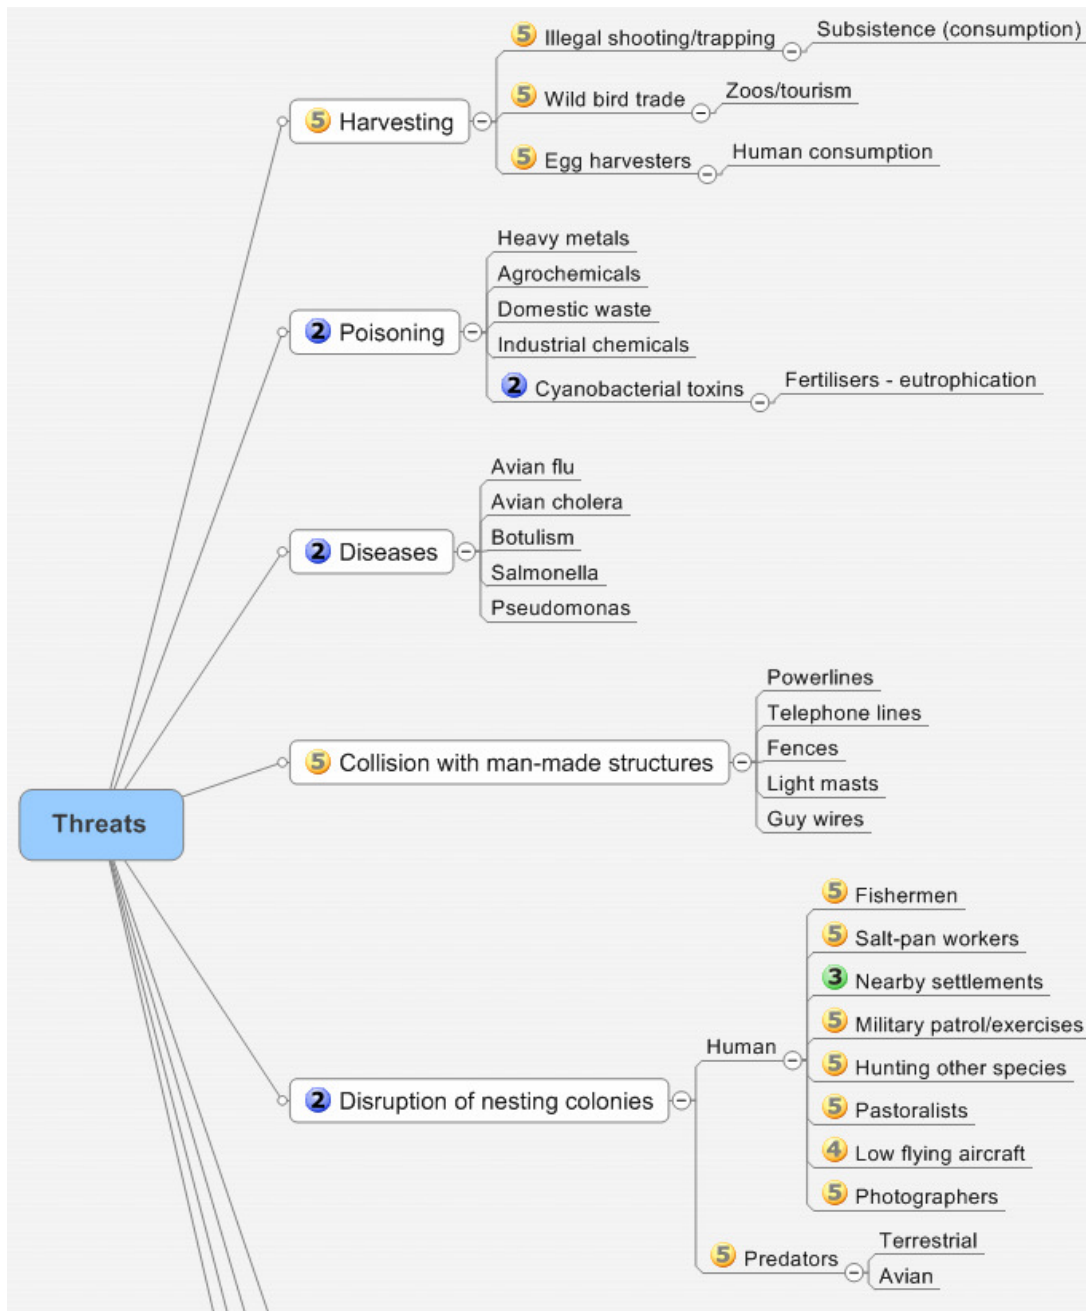 Threats
5 Harvesting
5 Illegal shooting/trapping
Subsistence (consumption)
5 Wild bird trade
Zoos/tourism
5 Egg harvesters
Human consumption
2 Poisoning
Heavy metals
Agrochemicals
Domestic waste
Industrial chemicals
2 Cyanobacterial toxins
Fertilisers - eutrophication
2 Diseases
Avian flu
Avian cholera
Botulism
Salmonella
Pseudomonas
5 Collision with man-made structures
Powerlines
Telephone lines
Fences
Light masts
Guy wires
2 Disruption of nesting colonies
Human
5 Fishermen
5 Salt-pan workers
3 Nearby settlements
5 Military patrol/exercises
5 Hunting other species
5 Pastoralists
4 Low flying aircraft
5 Photographers
5 Predators
Terrestrial
Avian